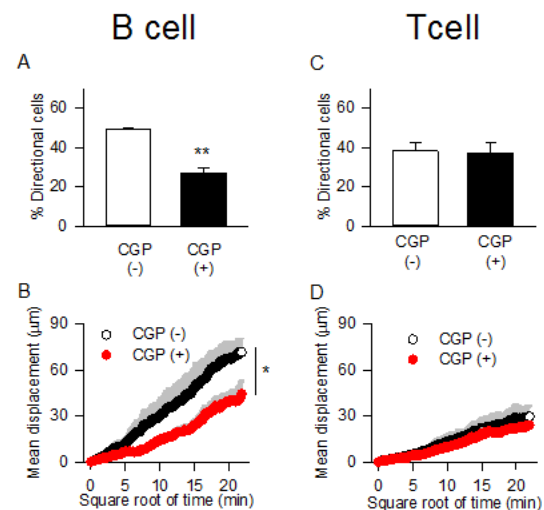 B cell
Tcell
A
C
% Directional cells
60
40
20
0
**
CGP
(-)
CGP
(+)
% Directional cells
60
40
20
0
CGP
(-)
CGP
(+)
B
D
Mean displacement (µm)
90
60
30
0
CGP (-)
CGP (+)
*
0 5 10 15 20
Square root of time (min)
Mean displacement (µm)
90
60
30
0
CGP (-)
CGP (+)
0 5 10 15 20
Square root of time (min)